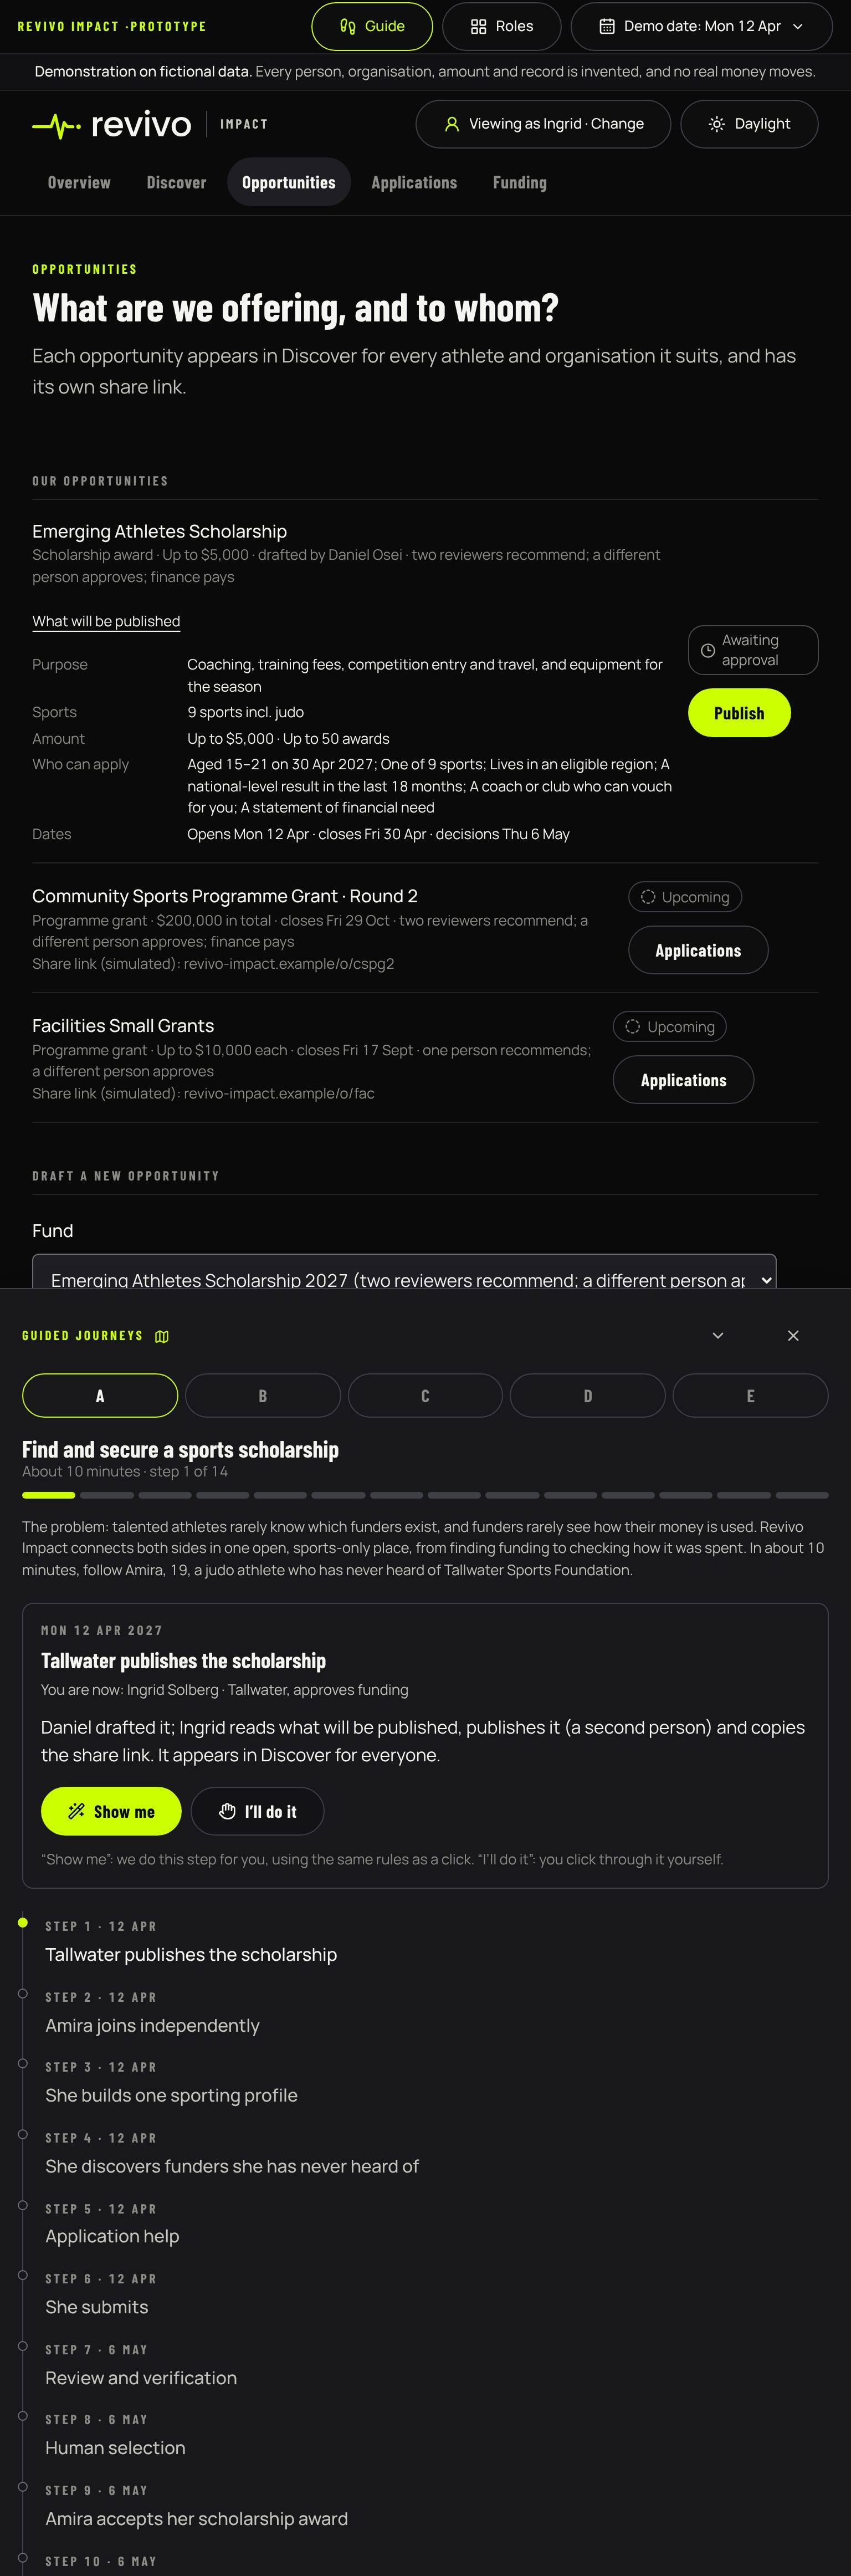 REVIVO IMPACT ·PROTOTYPE
Guide
Roles
Demo date: Mon 12 Apr
Demonstration on fictional data. Every person, organisation, amount and record is invented, and no real money moves.
revivo
IMPACT
Viewing as Ingrid · Change
Daylight
Overview
Discover
Opportunities
Applications
Funding
OPPORTUNITIES
What are we offering, and to whom?
Each opportunity appears in Discover for every athlete and organisation it suits, and has
its own share link.
OUR OPPORTUNITIES
Emerging Athletes Scholarship
Scholarship award · Up to $5,000 · drafted by Daniel Osei · two reviewers recommend; a different
person approves; finance pays
What will be published
Purpose
Coaching, training fees, competition entry and travel, and equipment for
the season
Sports
9 sports incl. judo
Amount
Up to $5,000 · Up to 50 awards
Who can apply
Aged 15–21 on 30 Apr 2027; One of 9 sports; Lives in an eligible region; A
national-level result in the last 18 months; A coach or club who can vouch
for you; A statement of financial need
Dates
Opens Mon 12 Apr · closes Fri 30 Apr · decisions Thu 6 May
Awaiting
approval
Publish
Community Sports Programme Grant · Round 2
Programme grant · $200,000 in total · closes Fri 29 Oct · two reviewers recommend; a
different person approves; finance pays
Share link (simulated): revivo-impact.example/o/cspg2
Upcoming
Applications
Facilities Small Grants
Programme grant · Up to $10,000 each · closes Fri 17 Sept · one person recommends;
a different person approves
Share link (simulated): revivo-impact.example/o/fac
Upcoming
Applications
DRAFT A NEW OPPORTUNITY
Fund
Emerging Athletes Scholarship 2027 (two reviewers recommend; a different person ap
GUIDED JOURNEYS
A
B
C
D
E
Find and secure a sports scholarship
About 10 minutes · step 1 of 14
The problem: talented athletes rarely know which funders exist, and funders rarely see how their money is used. Revivo
Impact connects both sides in one open, sports-only place, from finding funding to checking how it was spent. In about 10
minutes, follow Amira, 19, a judo athlete who has never heard of Tallwater Sports Foundation.
MON 12 APR 2027
Tallwater publishes the scholarship
You are now: Ingrid Solberg · Tallwater, approves funding
Daniel drafted it; Ingrid reads what will be published, publishes it (a second person) and copies
the share link. It appears in Discover for everyone.
Show me
I'll do it
“Show me”: we do this step for you, using the same rules as a click. “I'll do it”: you click through it yourself.
STEP 1 · 12 APR
Tallwater publishes the scholarship
STEP 2 · 12 APR
Amira joins independently
STEP 3 · 12 APR
She builds one sporting profile
STEP 4 · 12 APR
She discovers funders she has never heard of
STEP 5 · 12 APR
Application help
STEP 6 · 12 APR
She submits
STEP 7 · 6 MAY
Review and verification
STEP 8 · 6 MAY
Human selection
STEP 9 · 6 MAY
Amira accepts her scholarship award
STEP 10 · 6 MAY